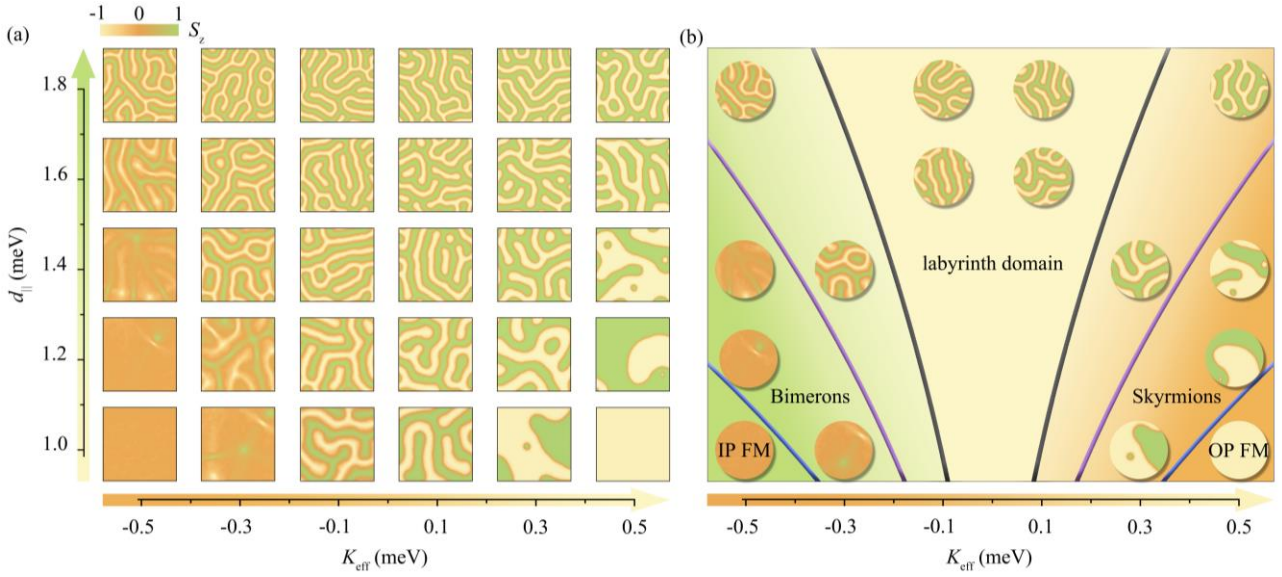 -1 0 1
S_z
(a)
1.8
1.6
1.4
1.2
1.0
d_|| (meV)
-0.5 -0.3 -0.1 0.1 0.3 0.5
K_eff (meV)
(b)
labyrinth domain
Bimerons
Skyrmions
IP FM
OP FM
-0.5 -0.3 -0.1 0.1 0.3 0.5
K_eff (meV)